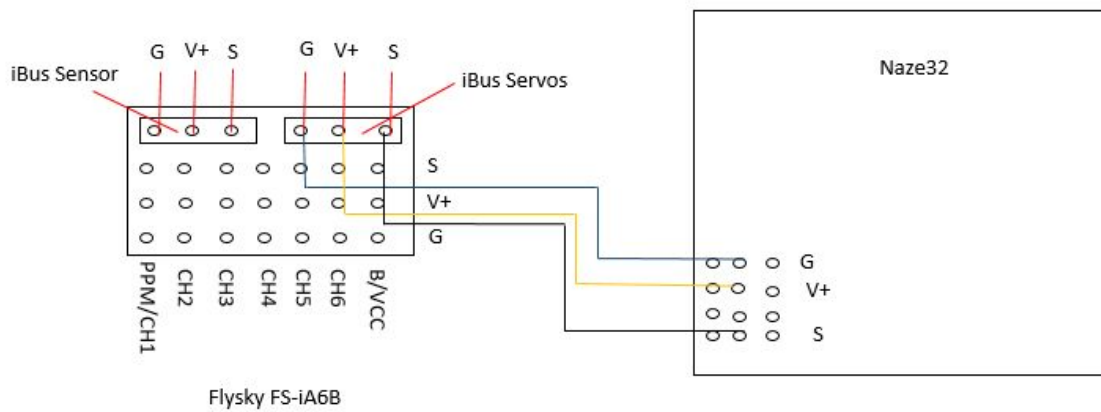 G V+ S G V+ S
iBus Sensor
iBus Servos
Naze32
S
V+
G
PPM/CH1
CH2
CH3
CH4
CH5
CH6
B/VCC
G
V+
S
Flysky FS-iA6B